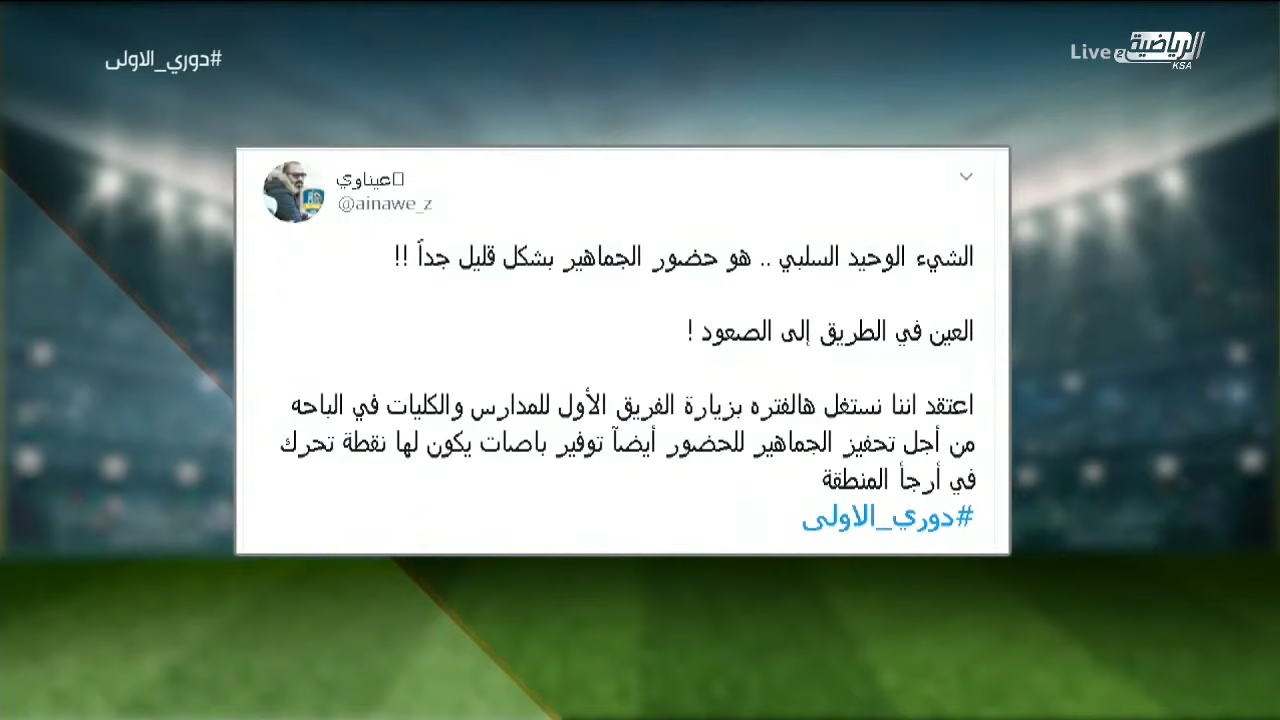 #دوري_الاولى
Live الرياضية
KSA
عيناوي
@ainawe_z
الشيء الوحيد السلبي .. هو حضور الجماهير بشكل قليل جداً !!
العين في الطريق إلى الصعود !
اعتقد اننا نستغل هالفتره بزيارة الفريق الأول للمدارس والكليات في الباحه
من أجل تحفيز الجماهير للحضور أيضآ توفير باصات يكون لها نقطة تحرك
في أرجأ المنطقة
#دوري_الاولى